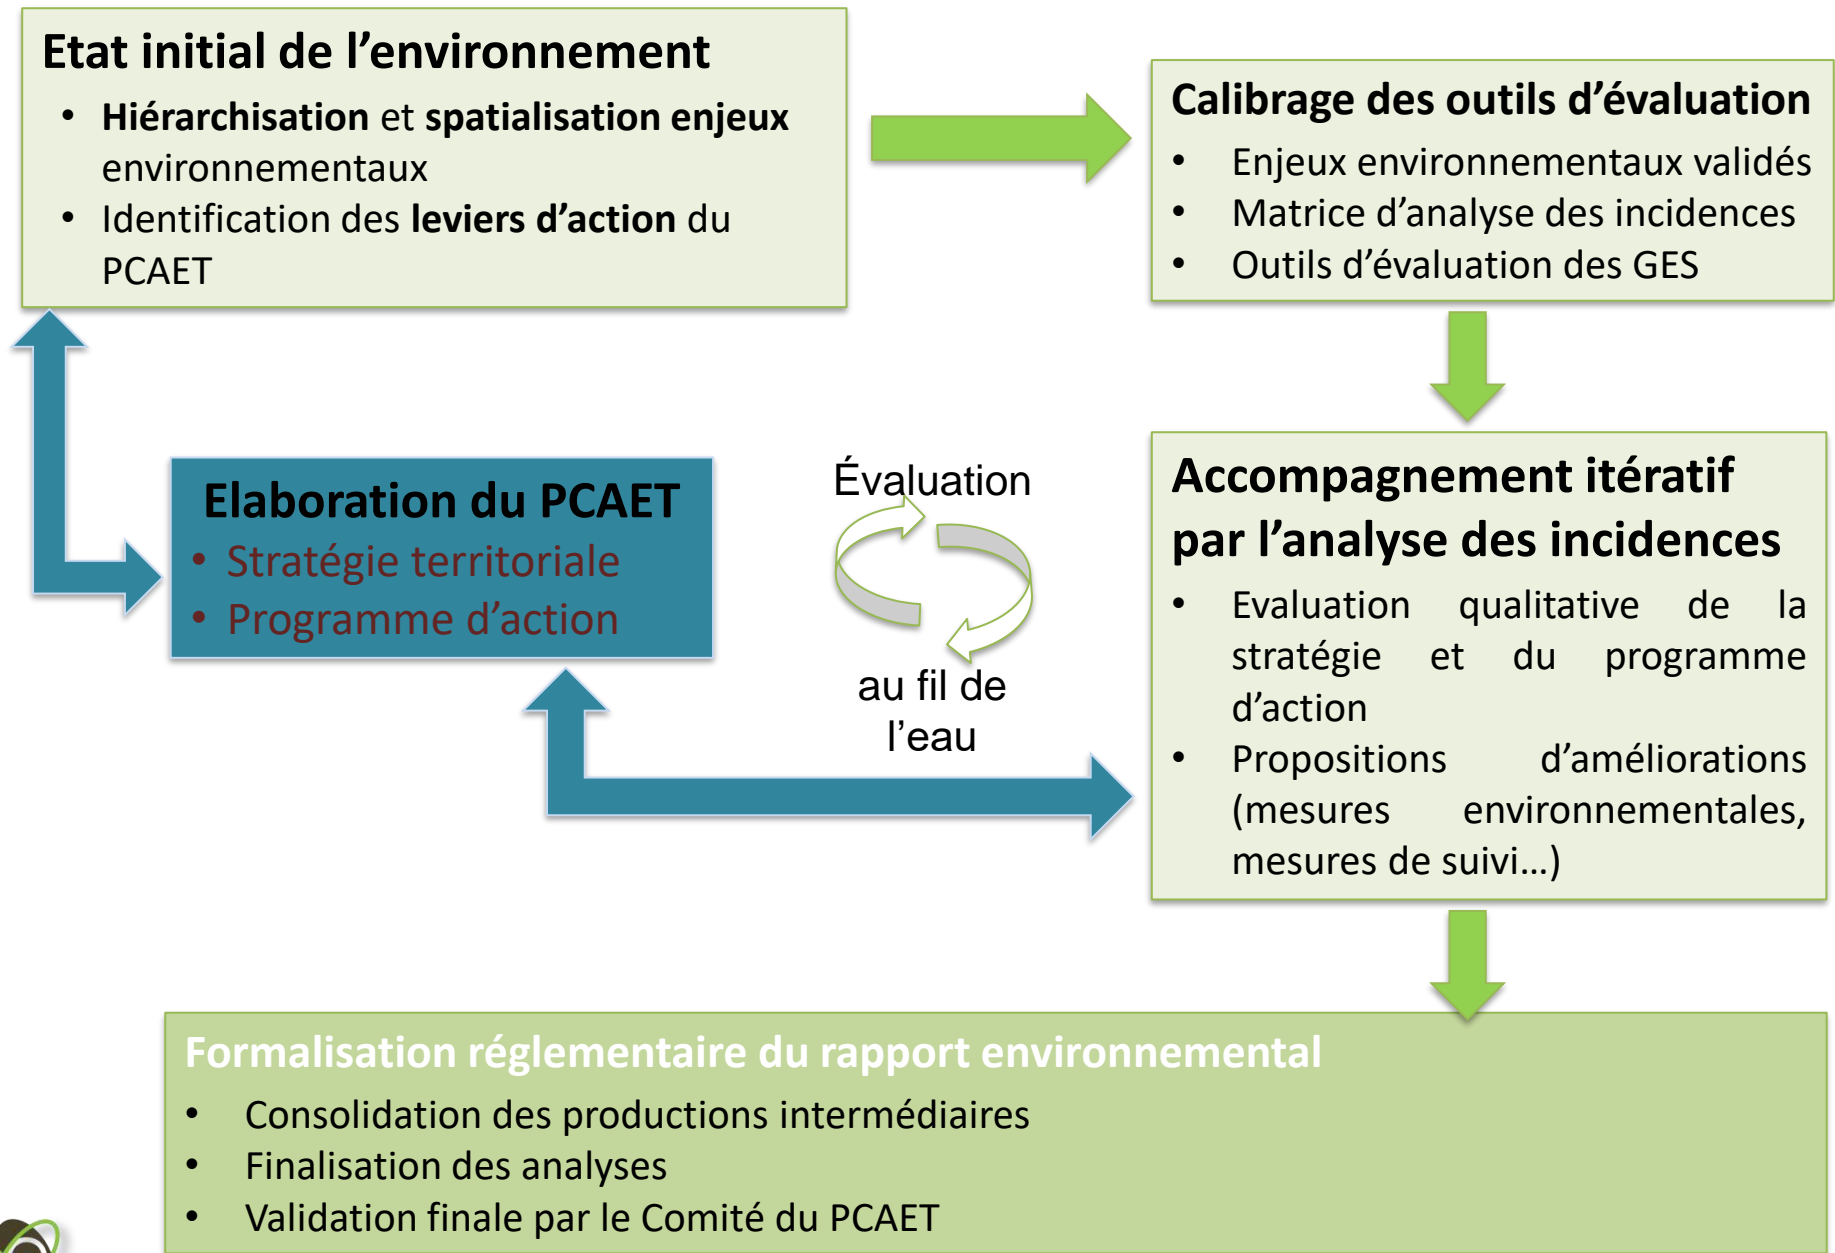 Etat initial de l’environnement
• Hiérarchisation et spatialisation enjeux
environnementaux
• Identification des leviers d’action du
PCAET
Calibrage des outils d’évaluation
• Enjeux environnementaux validés
• Matrice d’analyse des incidences
• Outils d’évaluation des GES
Elaboration du PCAET
• Stratégie territoriale
• Programme d’action
Évaluation
au fil de
l’eau
Accompagnement itératif
par l’analyse des incidences
• Evaluation qualitative de la
stratégie et du programme
d’action
• Propositions d’améliorations
(mesures environnementales,
mesures de suivi…)
Formalisation réglementaire du rapport environnemental
• Consolidation des productions intermédiaires
• Finalisation des analyses
• Validation finale par le Comité du PCAET